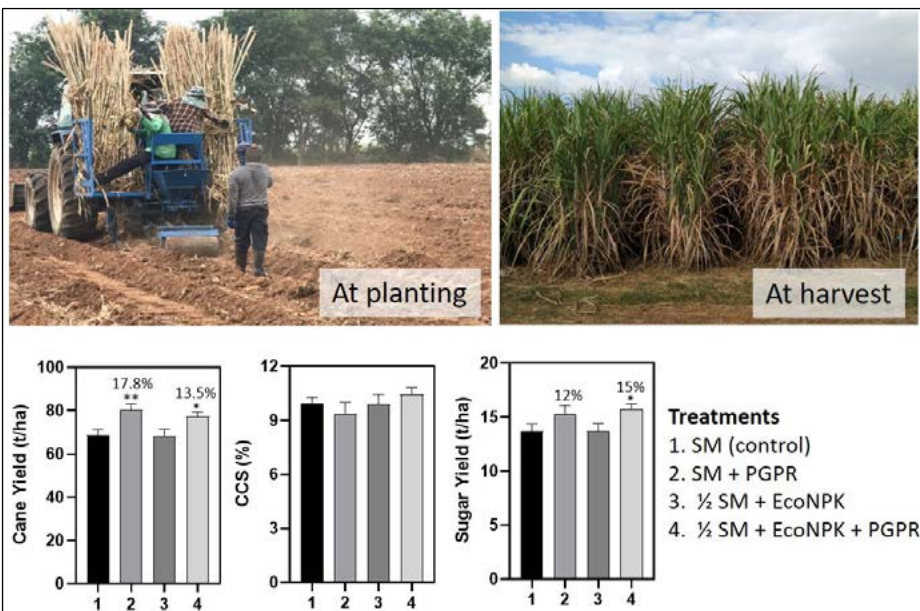 At planting
At harvest
Cane Yield (t/ha)
100
80
60
40
20
0
17.8%
**
13.5%
*
1 2 3 4
CCS (%)
12
9
6
3
0
1 2 3 4
Sugar Yield (t/ha)
20
15
10
5
0
12%
15%
*
1 2 3 4
Treatments
1. SM (control)
2. SM + PGPR
3. ½ SM + EcoNPK
4. ½ SM + EcoNPK + PGPR